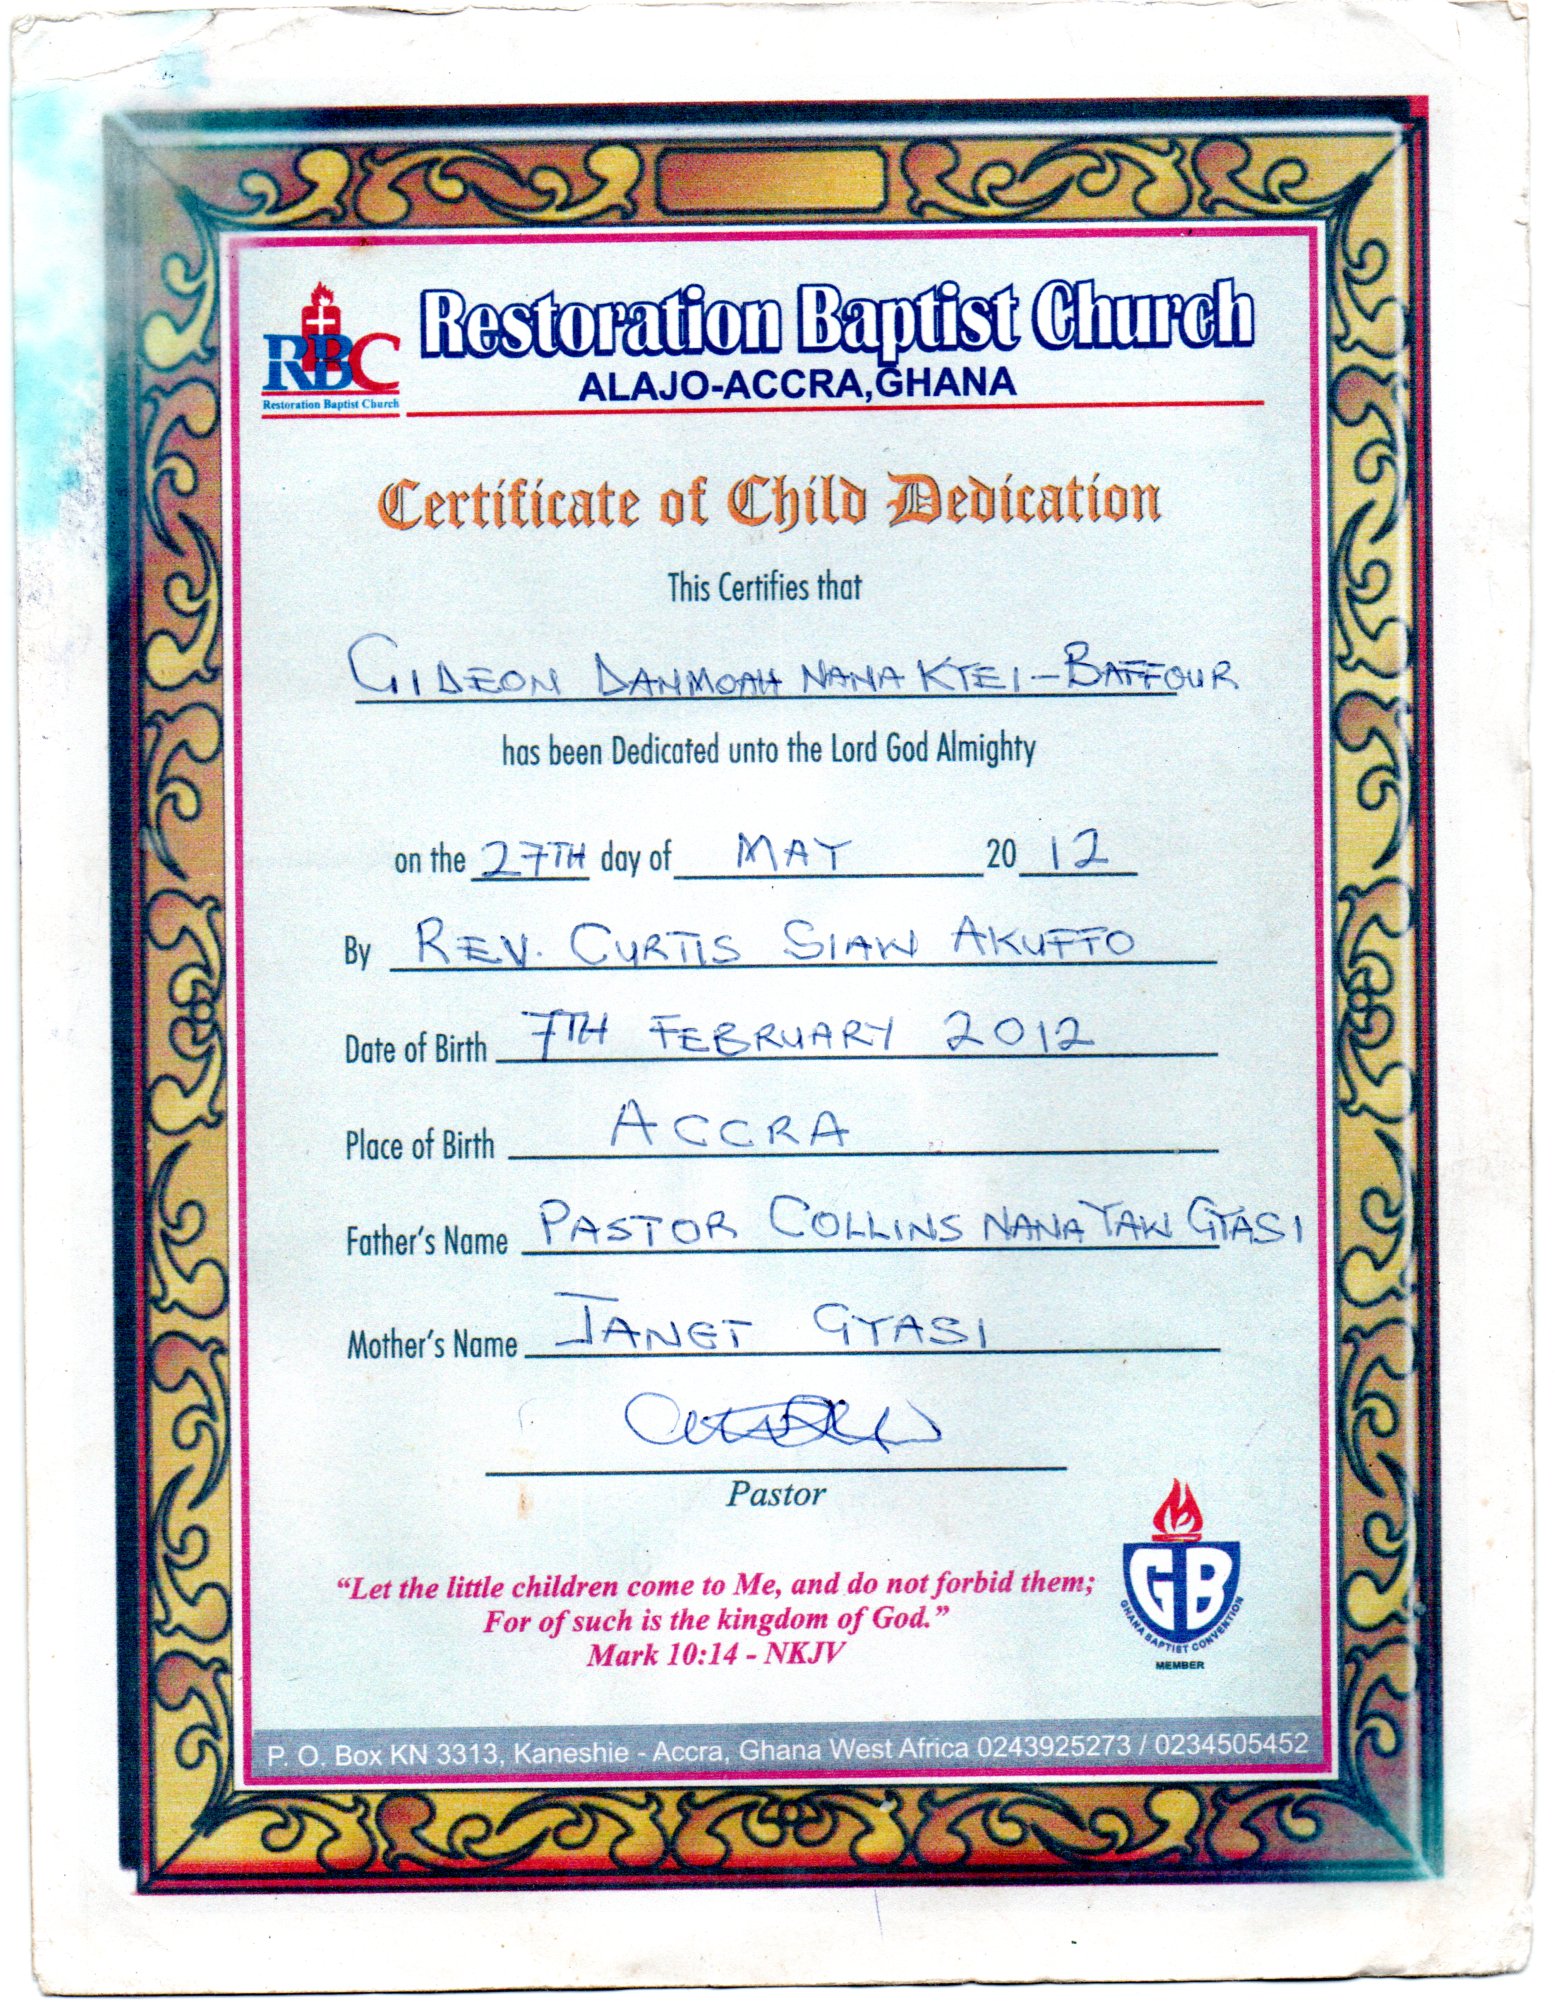 RBC
Restoration Baptist Church
Restoration Baptist Church
ALAJO-ACCRA,GHANA
Certificate of Child Dedication
This Certifies that
GIDEON DANMOAH NANA KYEI-BAFFOUR
has been Dedicated unto the Lord God Almighty
on the 27TH day of MAY 20 12
By REV. CURTIS SIAW AKUFFO
Date of Birth 7TH FEBRUARY 2012
Place of Birth ACCRA
Father's Name PASTOR COLLINS NANA YAW GYASI
Mother's Name JANET GYASI
Pastor
“Let the little children come to Me, and do not forbid them;
For of such is the kingdom of God.”
Mark 10:14 - NKJV
GB
GHANA BAPTIST CONVENTION
MEMBER
P. O. Box KN 3313, Kaneshie - Accra, Ghana West Africa 0243925273 / 0234505452